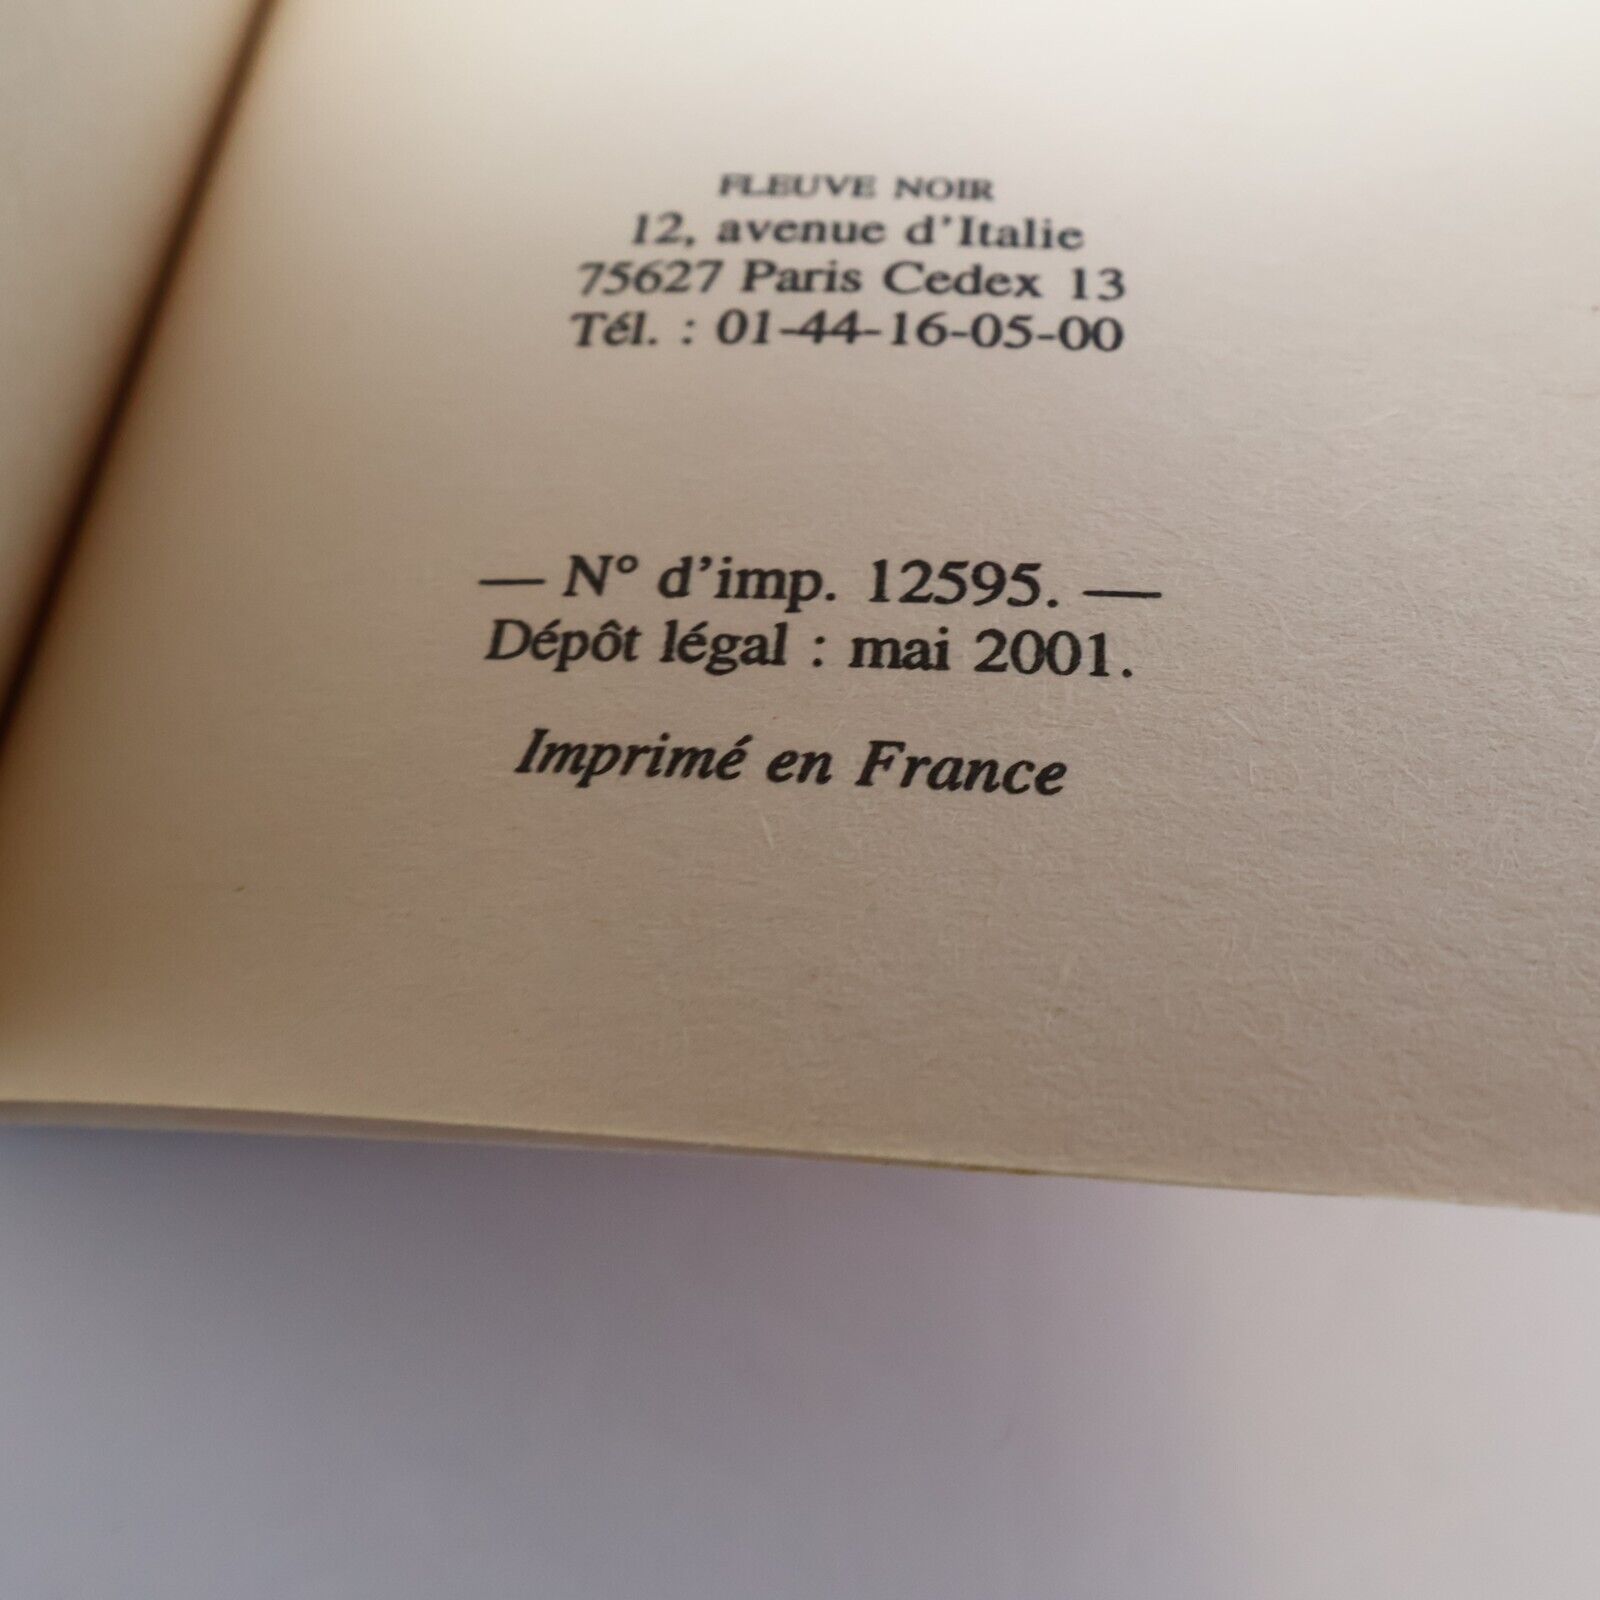 FLEUVE NOIR
12, avenue d'Italie
75627 Paris Cedex 13
Tél. : 01-44-16-05-00
— N° d'imp. 12595. —
Dépôt légal : mai 2001.
Imprimé en France